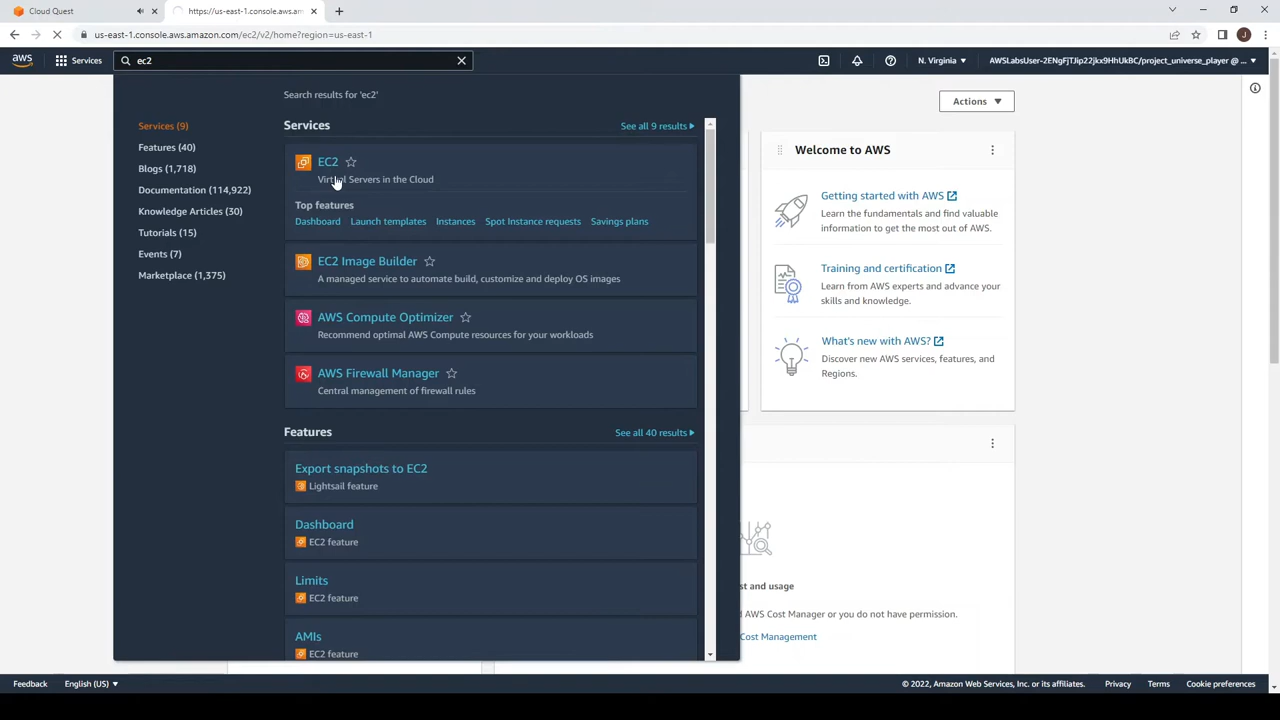 Cloud Quest
https://us-east-1.console.aws.am
us-east-1.console.aws.amazon.com/ec2/v2/home?region=us-east-1
J
aws
Services
ec2
N. Virginia
AWSLabsUser-2ENgFjTJip22jkx9HhUkBC/project_universe_player @ ...
Search results for 'ec2'
Services (9)
Features (40)
Blogs (1,718)
Documentation (114,922)
Knowledge Articles (30)
Tutorials (15)
Events (7)
Marketplace (1,375)
Services
See all 9 results
EC2
Virtual Servers in the Cloud
Top features
Dashboard Launch templates Instances Spot Instance requests Savings plans
EC2 Image Builder
A managed service to automate build, customize and deploy OS images
AWS Compute Optimizer
Recommend optimal AWS Compute resources for your workloads
AWS Firewall Manager
Central management of firewall rules
Features
See all 40 results
Export snapshots to EC2
Lightsail feature
Dashboard
EC2 feature
Limits
EC2 feature
AMIs
EC2 feature
Actions
Welcome to AWS
Getting started with AWS
Learn the fundamentals and find valuable
information to get the most out of AWS.
Training and certification
Learn from AWS experts and advance your
skills and knowledge.
What's new with AWS?
Discover new AWS services, features, and
Regions.
st and usage
AWS Cost Manager or you do not have permission.
Cost Management
Feedback
English (US)
© 2022, Amazon Web Services, Inc. or its affiliates.
Privacy
Terms
Cookie preferences